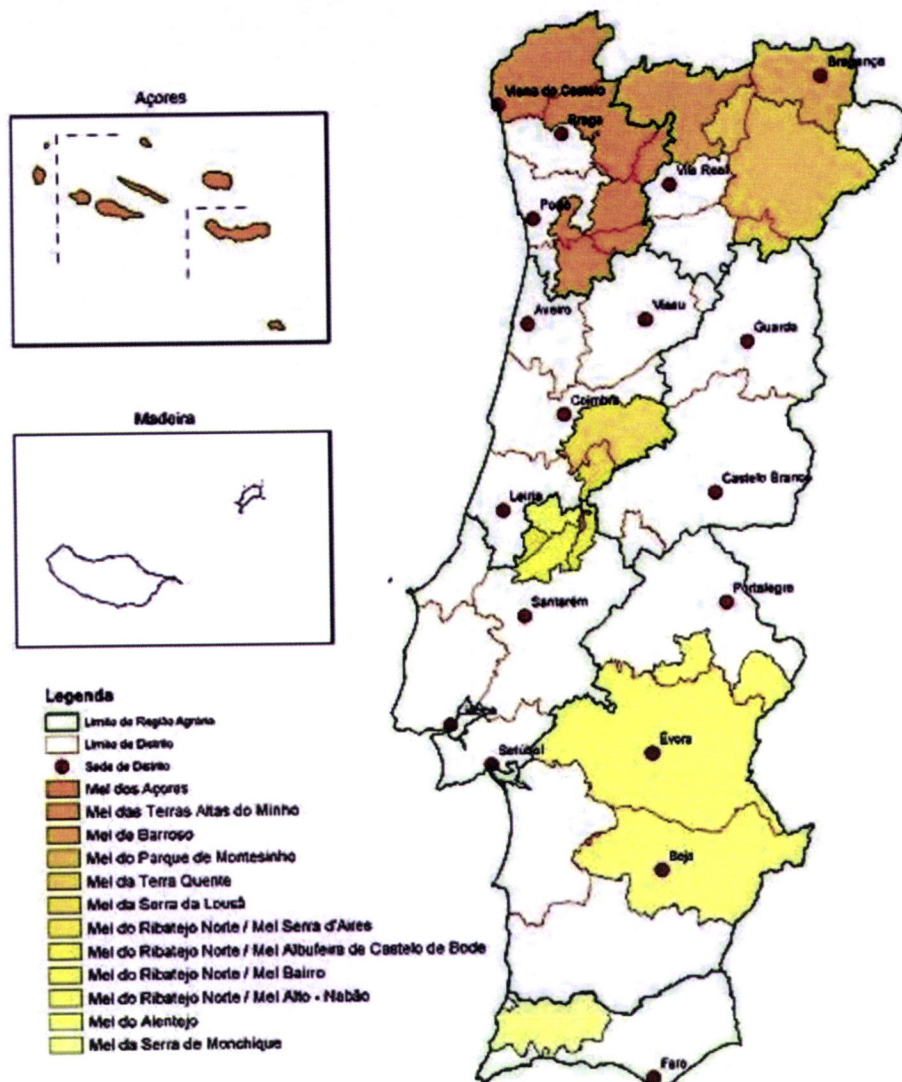 Açores
Madeira
Viana do Castelo
Bragança
Braga
Vila Real
Porto
Aveiro
Viseu
Guarda
Coimbra
Castelo Branco
Leiria
Portalegre
Santarém
Évora
Setúbal
Beja
Faro
Legenda
Limite de Região Agrária
Limite de Distrito
Sede de Distrito
Mel dos Açores
Mel das Terras Altas do Minho
Mel de Barroso
Mel do Parque de Montesinho
Mel da Terra Quente
Mel da Serra da Lousã
Mel do Ribatejo Norte / Mel Serra d'Aires
Mel do Ribatejo Norte / Mel Albufeira de Castelo de Bode
Mel do Ribatejo Norte / Mel Bairro
Mel do Ribatejo Norte / Mel Alto - Nabão
Mel do Alentejo
Mel da Serra de Monchique